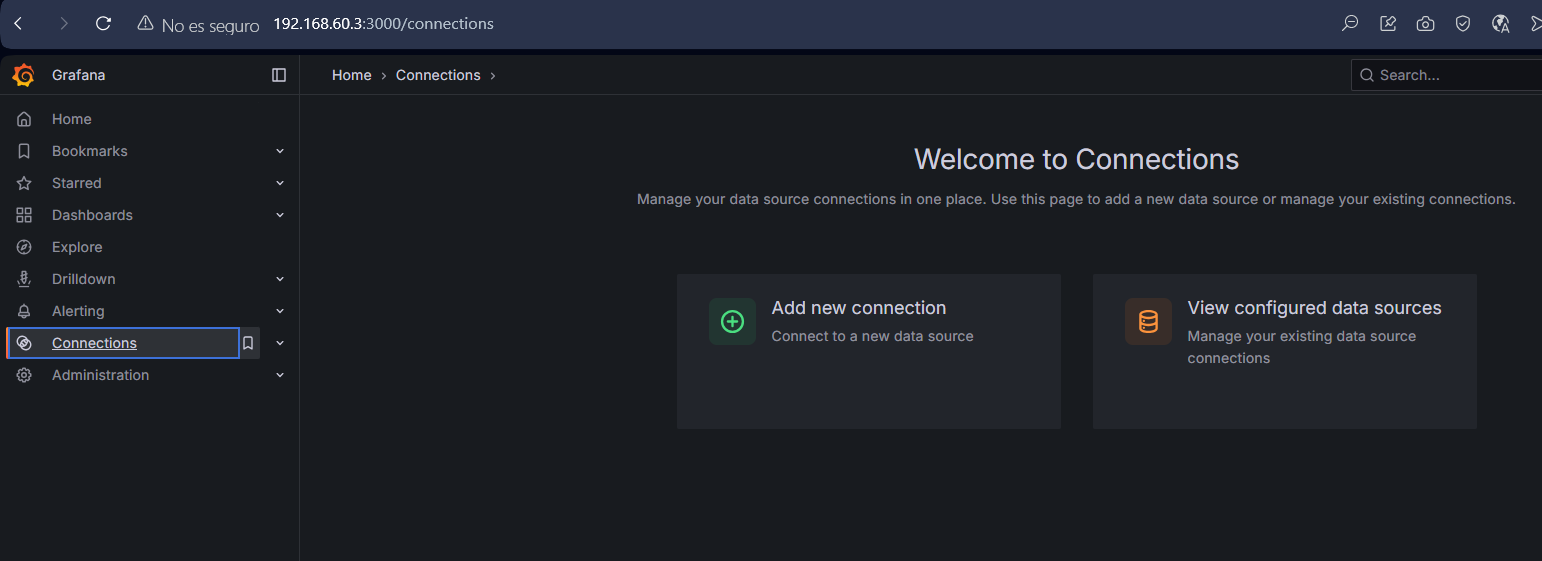 No es seguro 192.168.60.3:3000/connections
Grafana
Home › Connections ›
Search...
Home
Bookmarks
Starred
Dashboards
Explore
Drilldown
Alerting
Connections
Administration
Welcome to Connections
Manage your data source connections in one place. Use this page to add a new data source or manage your existing connections.
Add new connection
Connect to a new data source
View configured data sources
Manage your existing data source
connections